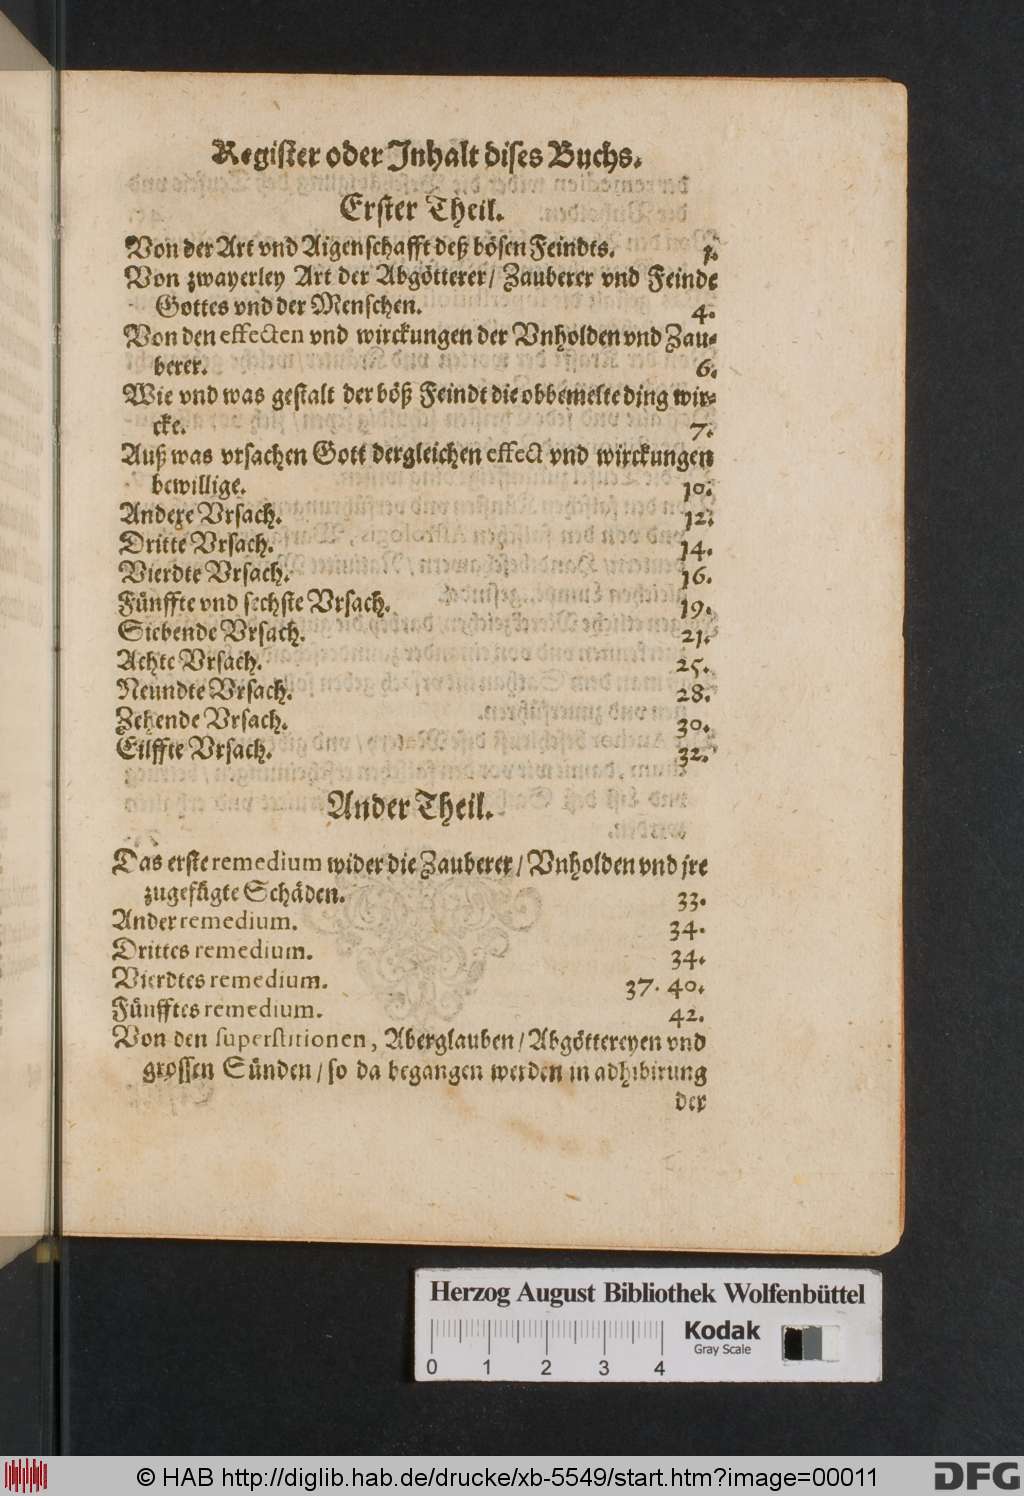 Register oder Inhalt dises Buchs.
Erster Theil.
Von der Art vnd Aigenschafft deß bösen Feindts. 1.
Von zwayerley Art der Abgötterer / Zauberer vnd Feinde
Gottes vnd der Menschen. 4.
Von den effecten vnd wirckungen der Vnholden vnd Zau-
berer. 6.
Wie vnd was gestalt der böß Feindt die obbemelte ding wir-
cke. 7.
Auß was vrsachen Gott dergleichen effect vnd wirckungen
bewillige. 10.
Andere Vrsach. 12.
Dritte Vrsach. 14.
Vierdte Vrsach. 16.
Fünffte vnd sechste Vrsach. 19.
Siebende Vrsach. 21.
Achte Vrsach. 25.
Neundte Vrsach. 28.
Zehende Vrsach. 30.
Eilffte Vrsach. 32.
Ander Theil.
Das erste remedium wider die Zauberer / Vnholden vnd jre
zugefügte Schäden. 33.
Ander remedium. 34.
Drittes remedium. 34.
Vierdtes remedium. 37. 40.
Fünfftes remedium. 42.
Von den superstitionen, Aberglauben / Abgöttereyen vnd
grossen Sünden / so da begangen werden in adhibirung
der
Herzog August Bibliothek Wolfenbüttel
Kodak
Gray Scale
0 1 2 3 4
© HAB http://diglib.hab.de/drucke/xb-5549/start.htm?image=00011
DFG